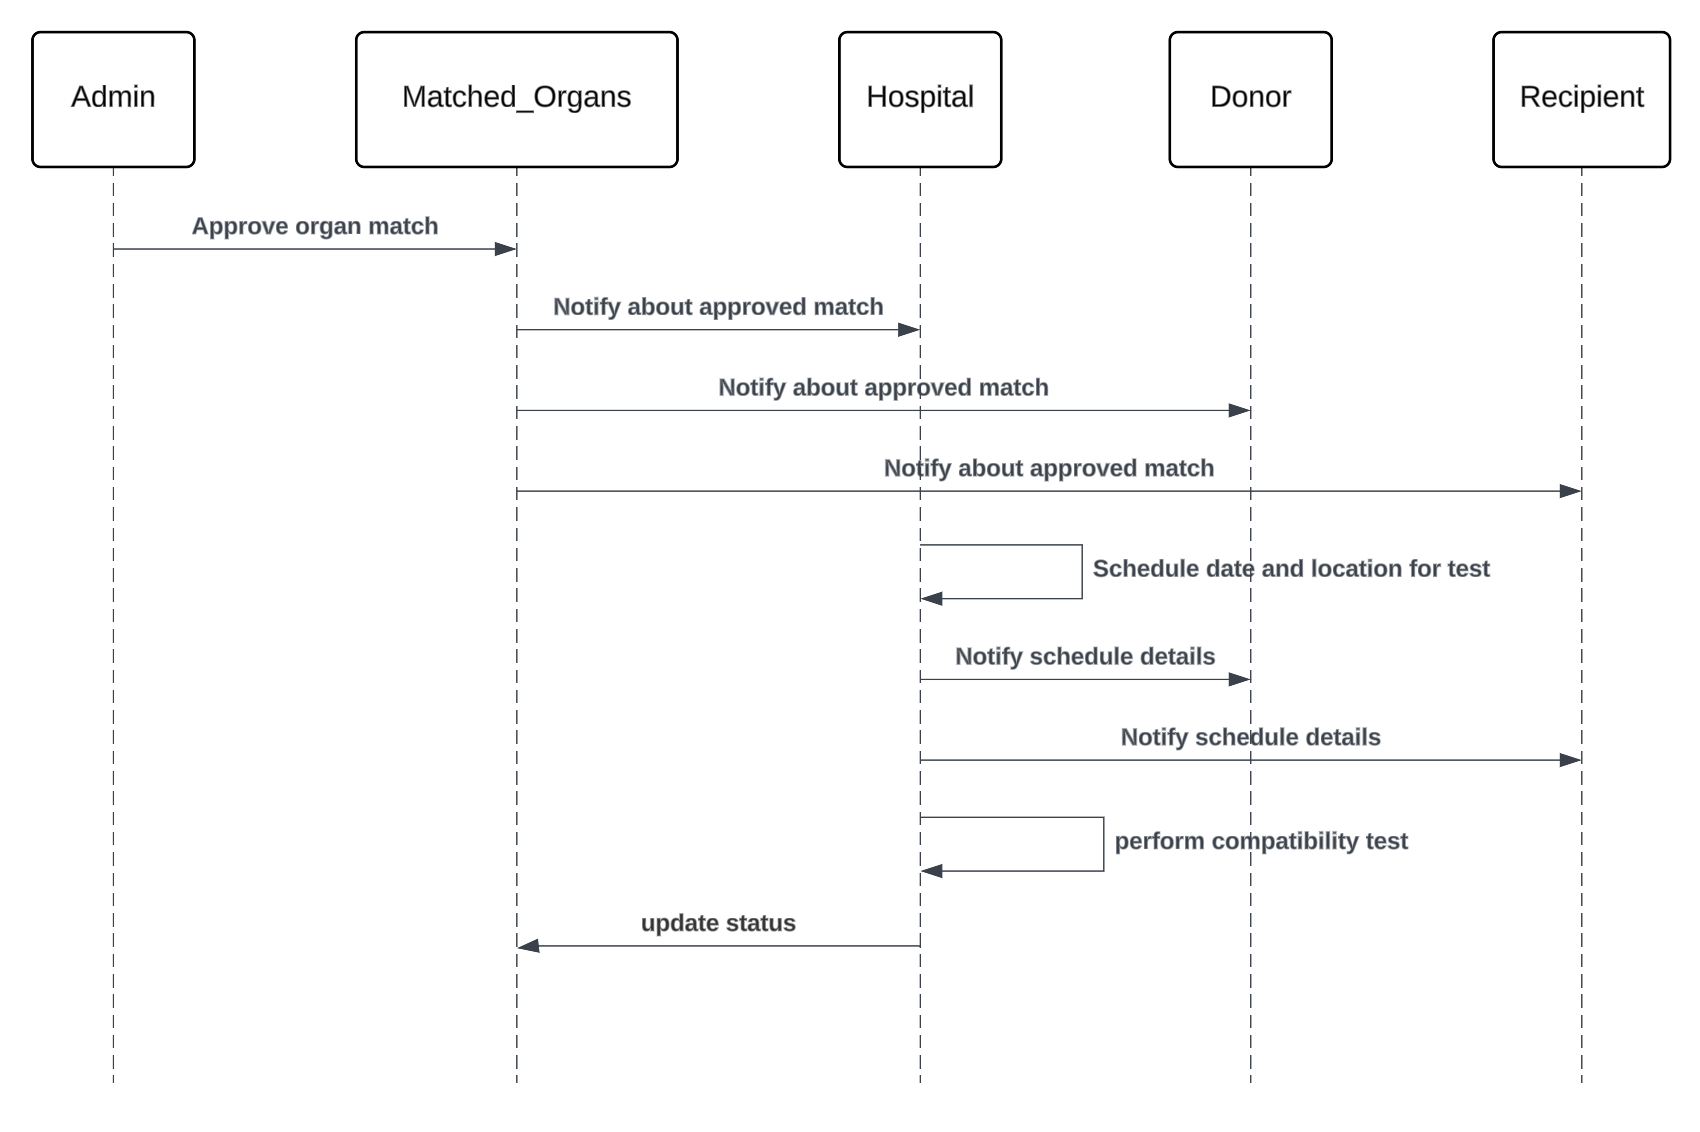 Admin
Matched_Organs
Hospital
Donor
Recipient
Approve organ match
Notify about approved match
Notify about approved match
Notify about approved match
Schedule date and location for test
Notify schedule details
Notify schedule details
perform compatibility test
update status